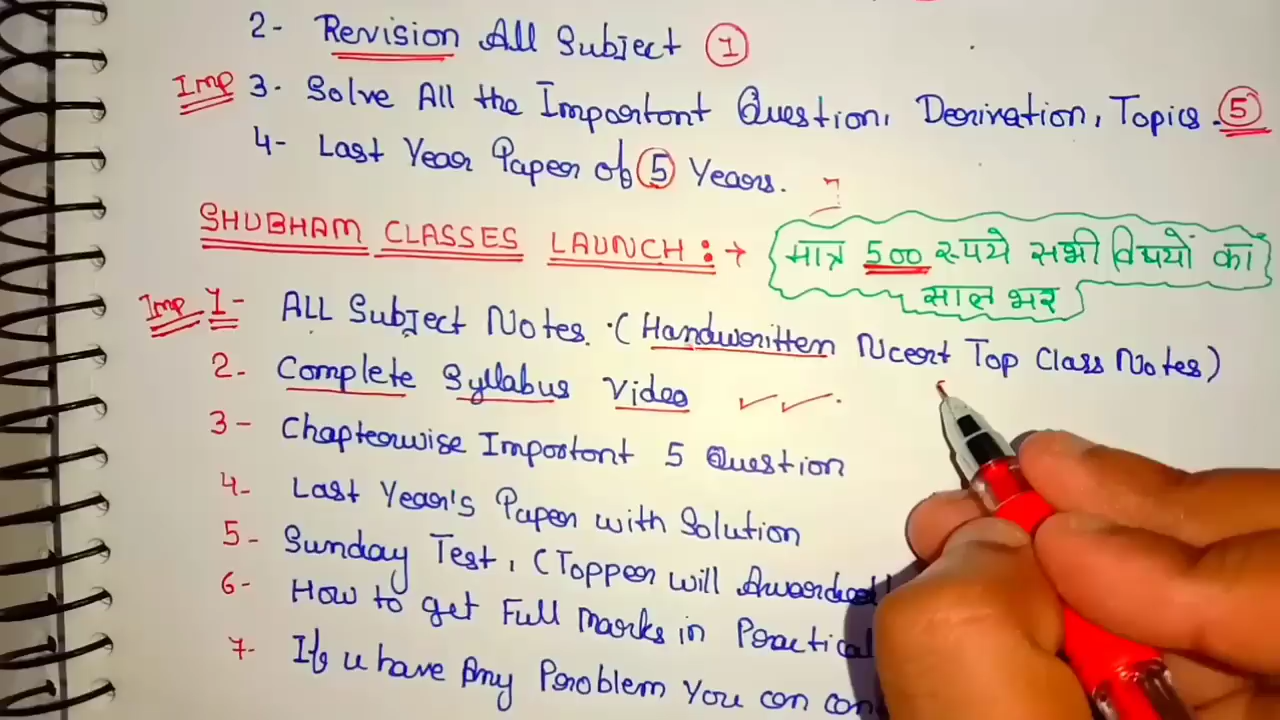 2- Revision All Subject 1
Imp 3- Solve All the Important Question, Derivation, Topics. 5
4- Last Year Paper of 5 Years.
SHUBHAM CLASSES LAUNCH :→ मात्र 500 रुपये सभी विषयों का
साल भर
Imp 1- ALL Subject Notes. (Handwritten Ncert Top Class Notes)
2- Complete Syllabus Video
3- Chapterwise Important 5 Question
4- Last Year's Paper with Solution
5- Sunday Test, (Topper will Awarded
6- How to get Full Marks in Practical
7- If u have Any Problem You can con